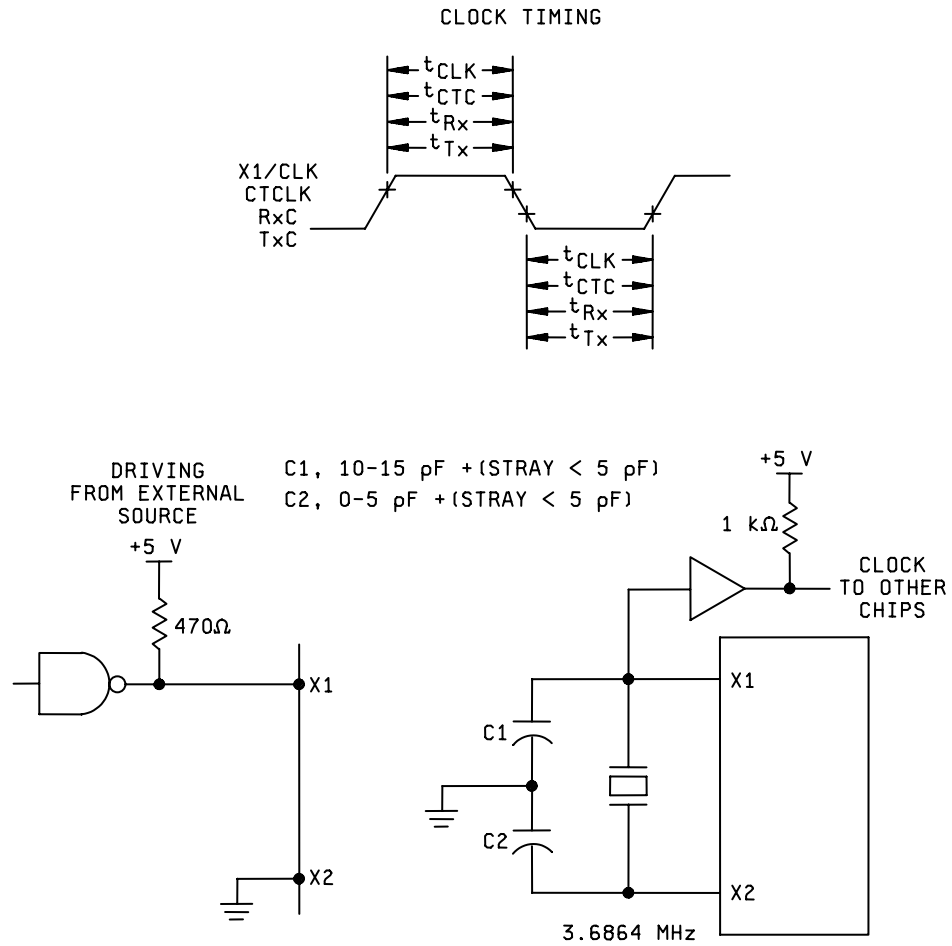 CLOCK TIMING
tCLK
tCTC
tRx
tTx
X1/CLK
CTCLK
RxC
TxC
tCLK
tCTC
tRx
tTx
DRIVING
FROM EXTERNAL
SOURCE
C1, 10-15 pF +(STRAY < 5 pF)
C2, 0-5 pF +(STRAY < 5 pF)
+5 V
470Ω
X1
X2
+5 V
1 kΩ
CLOCK
TO OTHER
CHIPS
X1
C1
C2
X2
3.6864 MHz